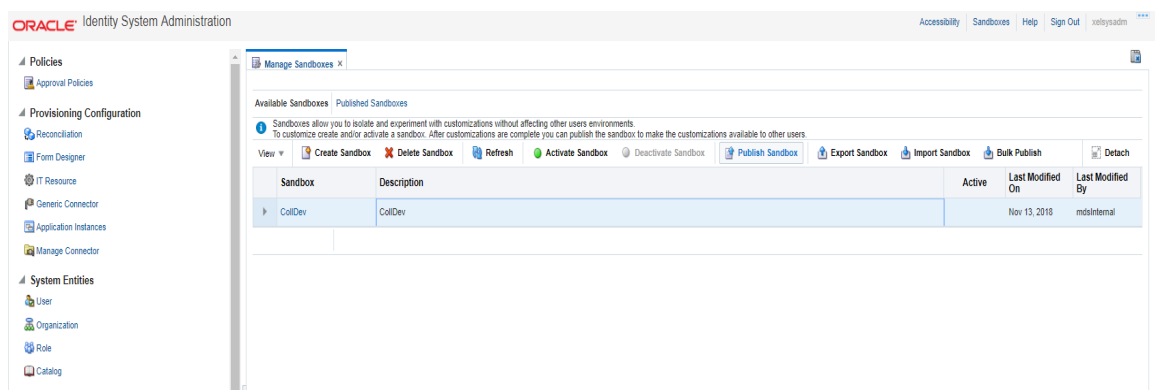 ORACLE Identity System Administration
Accessibility Sandboxes Help Sign Out xelsysadm
Policies
Approval Policies
Provisioning Configuration
Reconciliation
Form Designer
IT Resource
Generic Connector
Application Instances
Manage Connector
System Entities
User
Organization
Role
Catalog
Manage Sandboxes ×
Available Sandboxes Published Sandboxes
Sandboxes allow you to isolate and experiment with customizations without affecting other users environments.
To customize create and/or activate a sandbox. After customizations are complete you can publish the sandbox to make the customizations available to other users.
View Create Sandbox Delete Sandbox Refresh Activate Sandbox Deactivate Sandbox Publish Sandbox Export Sandbox Import Sandbox Bulk Publish Detach
Sandbox Description Active Last Modified On Last Modified By
CollDev CollDev Nov 13, 2018 mdsInternal